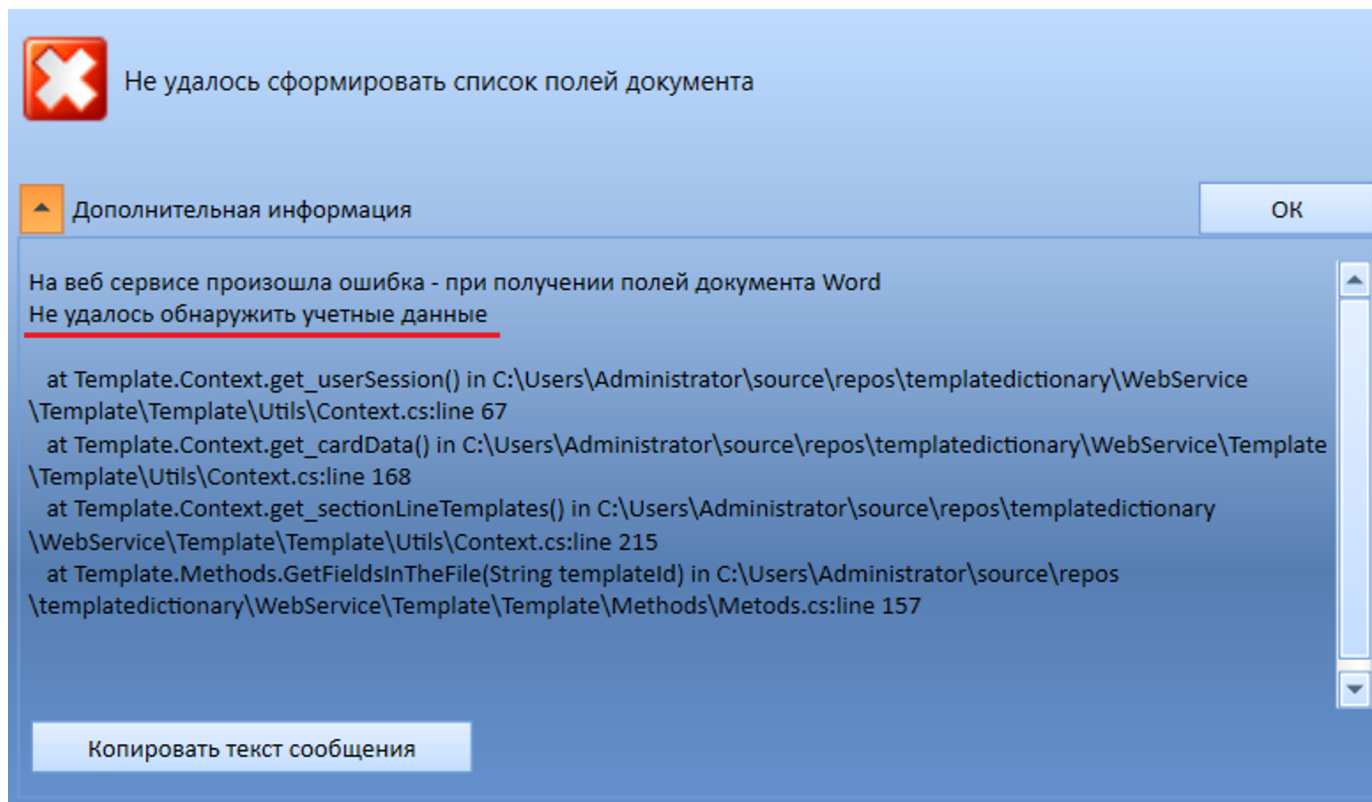 Не удалось сформировать список полей документа
Дополнительная информация
ОК
На веб сервисе произошла ошибка - при получении полей документа Word
Не удалось обнаружить учетные данные
at Template.Context.get_userSession() in C:\Users\Administrator\source\repos\templatedictionary\WebService
\Template\Template\Utils\Context.cs:line 67
at Template.Context.get_cardData() in C:\Users\Administrator\source\repos\templatedictionary\WebService\Template
\Template\Utils\Context.cs:line 168
at Template.Context.get_sectionLineTemplates() in C:\Users\Administrator\source\repos\templatedictionary
\WebService\Template\Template\Utils\Context.cs:line 215
at Template.Methods.GetFieldsInTheFile(String templateId) in C:\Users\Administrator\source\repos
\templatedictionary\WebService\Template\Template\Methods\Metods.cs:line 157
Копировать текст сообщения